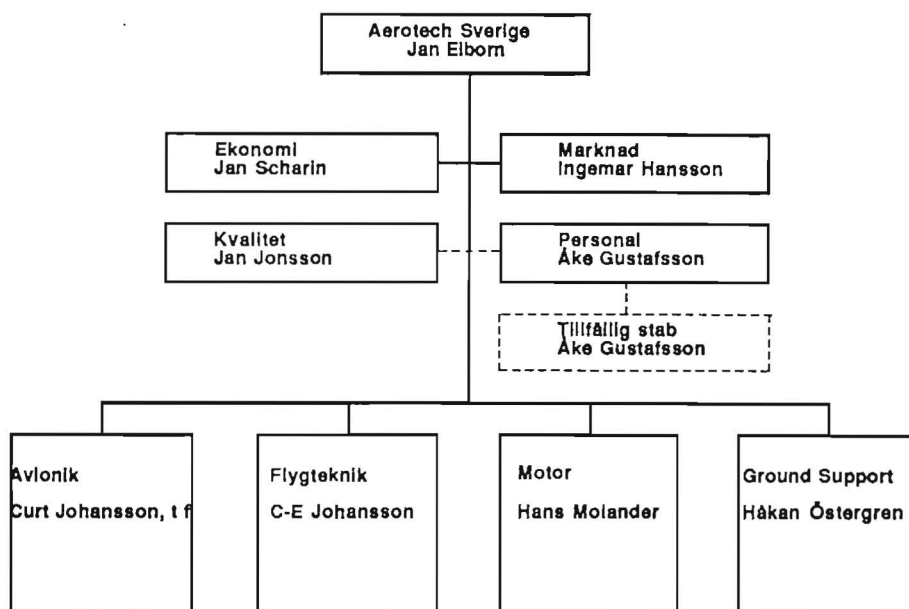 Aerotech Sverige
Jan Elborn
Ekonomi
Jan Scharin
Marknad
Ingemar Hansson
Kvalitet
Jan Jonsson
Personal
Åke Gustafsson
Tillfällig stab
Åke Gustafsson
Avionik
Curt Johansson, t f
Flygteknik
C-E Johansson
Motor
Hans Molander
Ground Support
Håkan Östergren